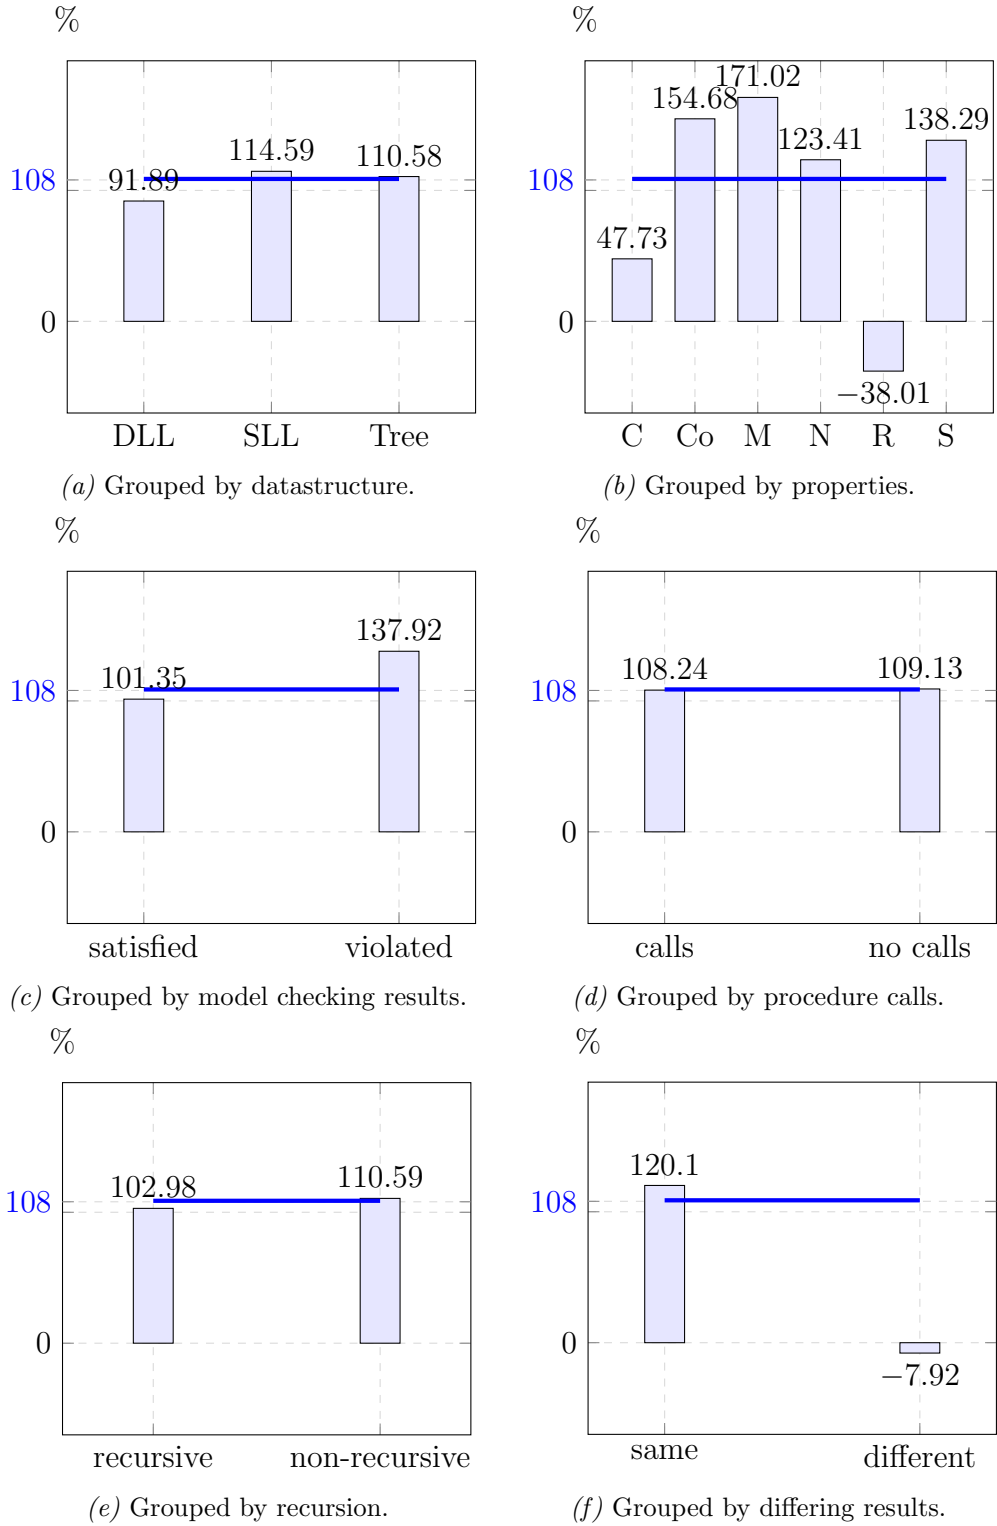 %
108
0
91.89
114.59
110.58
DLL SLL Tree
(a) Grouped by datastructure.
%
108
0
47.73
154.68
171.02
123.41
−38.01
138.29
C Co M N R S
(b) Grouped by properties.
%
108
0
101.35
137.92
satisfied violated
(c) Grouped by model checking results.
%
108
0
108.24
109.13
calls no calls
(d) Grouped by procedure calls.
%
108
0
102.98
110.59
recursive non-recursive
(e) Grouped by recursion.
%
108
0
120.1
−7.92
same different
(f) Grouped by differing results.